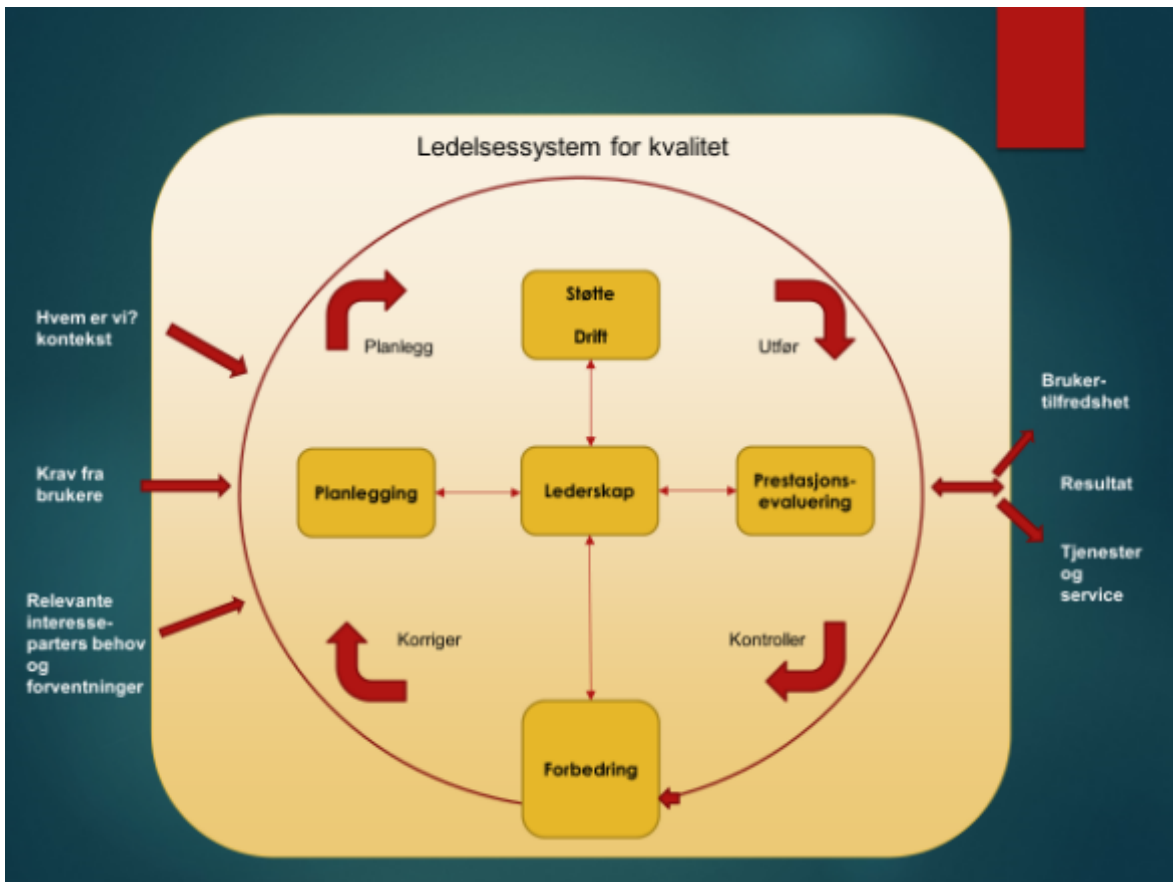 Ledelsessystem for kvalitet
Hvem er vi?
kontekst
Krav fra
brukere
Relevante
interesse-
parters behov
og
forventninger
Planlegg
Støtte
Drift
Utfør
Planlegging
Lederskap
Prestasjons-
evaluering
Korriger
Kontroller
Forbedring
Bruker-
tilfredshet
Resultat
Tjenester
og
service